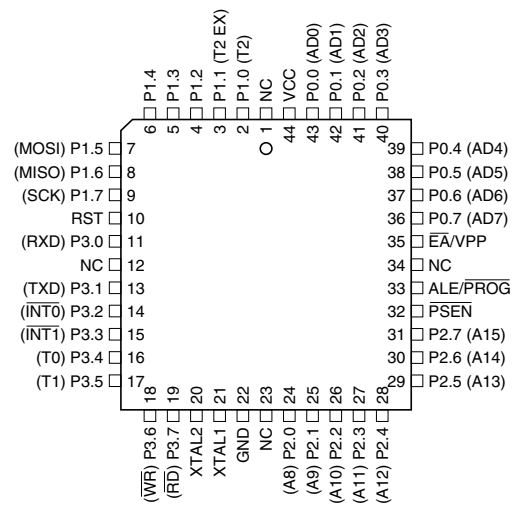 P1.4
P1.3
P1.2
P1.1 (T2 EX)
P1.0 (T2)
NC
VCC
P0.0 (AD0)
P0.1 (AD1)
P0.2 (AD2)
P0.3 (AD3)
6
5
4
3
2
1
44
43
42
41
40
(MOSI) P1.5 7
(MISO) P1.6 8
(SCK) P1.7 9
RST 10
(RXD) P3.0 11
NC 12
(TXD) P3.1 13
(I̅N̅T̅0̅) P3.2 14
(I̅N̅T̅1̅) P3.3 15
(T0) P3.4 16
(T1) P3.5 17
39 P0.4 (AD4)
38 P0.5 (AD5)
37 P0.6 (AD6)
36 P0.7 (AD7)
35 E̅A̅/VPP
34 NC
33 ALE/P̅R̅O̅G̅
32 P̅S̅E̅N̅
31 P2.7 (A15)
30 P2.6 (A14)
29 P2.5 (A13)
18
19
20
21
22
23
24
25
26
27
28
(W̅R̅) P3.6
(R̅D̅) P3.7
XTAL2
XTAL1
GND
NC
(A8) P2.0
(A9) P2.1
(A10) P2.2
(A11) P2.3
(A12) P2.4